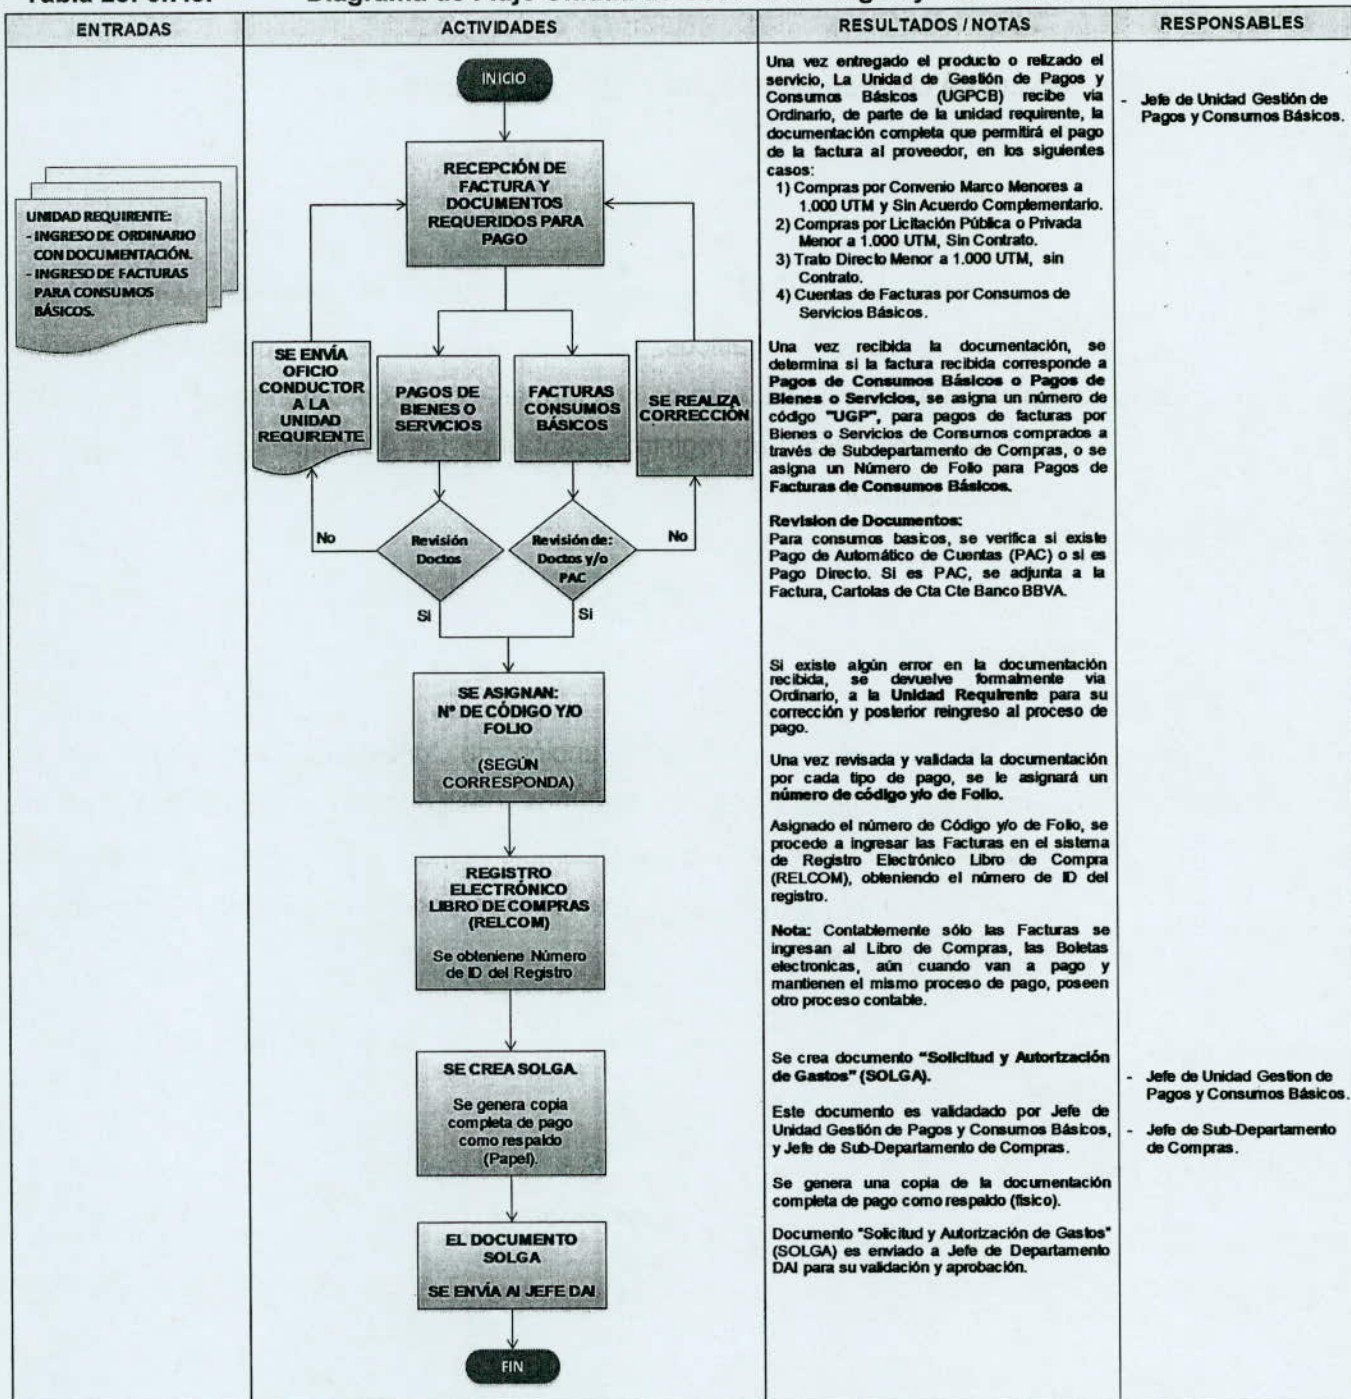 ENTRADAS
ACTIVIDADES
RESULTADOS / NOTAS
RESPONSABLES
UNIDAD REQUIRENTE:
- INGRESO DE ORDINARIO
CON DOCUMENTACIÓN.
- INGRESO DE FACTURAS
PARA CONSUMOS
BÁSICOS.
INICIO
RECEPCIÓN DE
FACTURA Y
DOCUMENTOS
REQUERIDOS PARA
PAGO
SE ENVÍA
OFICIO
CONDUCTOR
A LA
UNIDAD
REQUIRENTE
PAGOS DE
BIENES O
SERVICIOS
FACTURAS
CONSUMOS
BÁSICOS
SE REALIZA
CORRECCIÓN
No
Revisión
Doctos
Revisión de:
Doctos y/o
PAC
No
Si
Si
SE ASIGNAN:
N° DE CÓDIGO Y/O
FOLIO
(SEGÚN
CORRESPONDA)
REGISTRO
ELECTRÓNICO
LIBRO DE COMPRAS
(RELCOM)
Se obteniene Número
de ID del Registro
SE CREA SOLGA.
Se genera copia
completa de pago
como respaldo
(Papel).
EL DOCUMENTO
SOLGA
SE ENVÍA Al JEFE DAI
FIN
Una vez entregado el producto o relizado el
servicio, La Unidad de Gestión de Pagos y
Consumos Básicos (UGPCB) recibe via
Ordinario, de parte de la unidad requirente, la
documentación completa que permitirá el pago
de la factura al proveedor, en los siguientes
casos:
1) Compras por Convenio Marco Menores a
1.000 UTM y Sin Acuerdo Complementario.
2) Compras por Licitación Pública o Privada
Menor a 1.000 UTM, Sin Contrato.
3) Trato Directo Menor a 1.000 UTM, sin
Contrato.
4) Cuentas de Facturas por Consumos de
Servicios Básicos.
Una vez recibida la documentación, se
determina si la factura recibida corresponde a
Pagos de Consumos Básicos o Pagos de
Bienes o Servicios, se asigna un número de
código "UGP", para pagos de facturas por
Bienes o Servicios de Consumos comprados a
través de Subdepartamento de Compras, o se
asigna un Número de Folio para Pagos de
Facturas de Consumos Básicos.
Revision de Documentos:
Para consumos basicos, se verifica si existe
Pago de Automático de Cuentas (PAC) o si es
Pago Directo. Si es PAC, se adjunta a la
Factura, Cartolas de Cta Cte Banco BBVA.
Si existe algún error en la documentación
recibida, se devuelve formalmente via
Ordinario, a la Unidad Requirente para su
corrección y posterior reingreso al proceso de
pago.
Una vez revisada y validada la documentación
por cada tipo de pago, se le asignará un
número de código y/o de Folio.
Asignado el número de Código y/o de Folio, se
procede a ingresar las Facturas en el sistema
de Registro Electrónico Libro de Compra
(RELCOM), obteniendo el número de ID del
registro.
Nota: Contablemente sólo las Facturas se
ingresan al Libro de Compras, las Boletas
electronicas, aún cuando van a pago y
mantienen el mismo proceso de pago, poseen
otro proceso contable.
Se crea documento "Solicitud y Autorización
de Gastos" (SOLGA).
Este documento es validadado por Jefe de
Unidad Gestión de Pagos y Consumos Básicos,
y Jefe de Sub-Departamento de Compras.
Se genera una copia de la documentación
completa de pago como respaldo (físico).
Documento "Solicitud y Autorización de Gastos"
(SOLGA) es enviado a Jefe de Departamento
DAI para su validación y aprobación.
- Jefe de Unidad Gestión de
Pagos y Consumos Básicos.
- Jefe de Unidad Gestion de
Pagos y Consumos Básicos.
- Jefe de Sub-Departamento
de Compras.